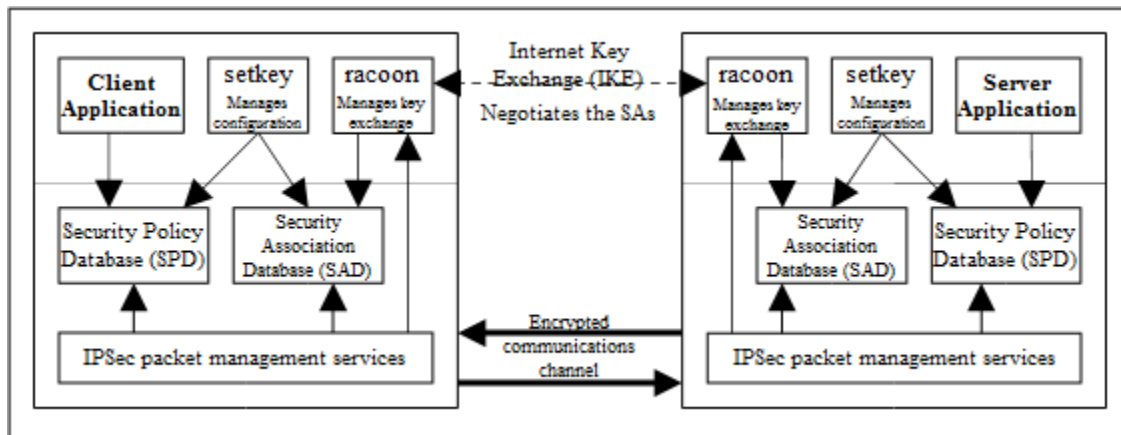 Client
Application
setkey
Manages
configuration
racoon
Manages key
exchange
Internet Key
Exchange (IKE)
Negotiates the SAs
racoon
Manages key
exchange
setkey
Manages
configuration
Server
Application
Security Policy
Database (SPD)
Security
Association
Database (SAD)
Security
Association
Database (SAD)
Security Policy
Database (SPD)
IPSec packet management services
Encrypted
communications
channel
IPSec packet management services